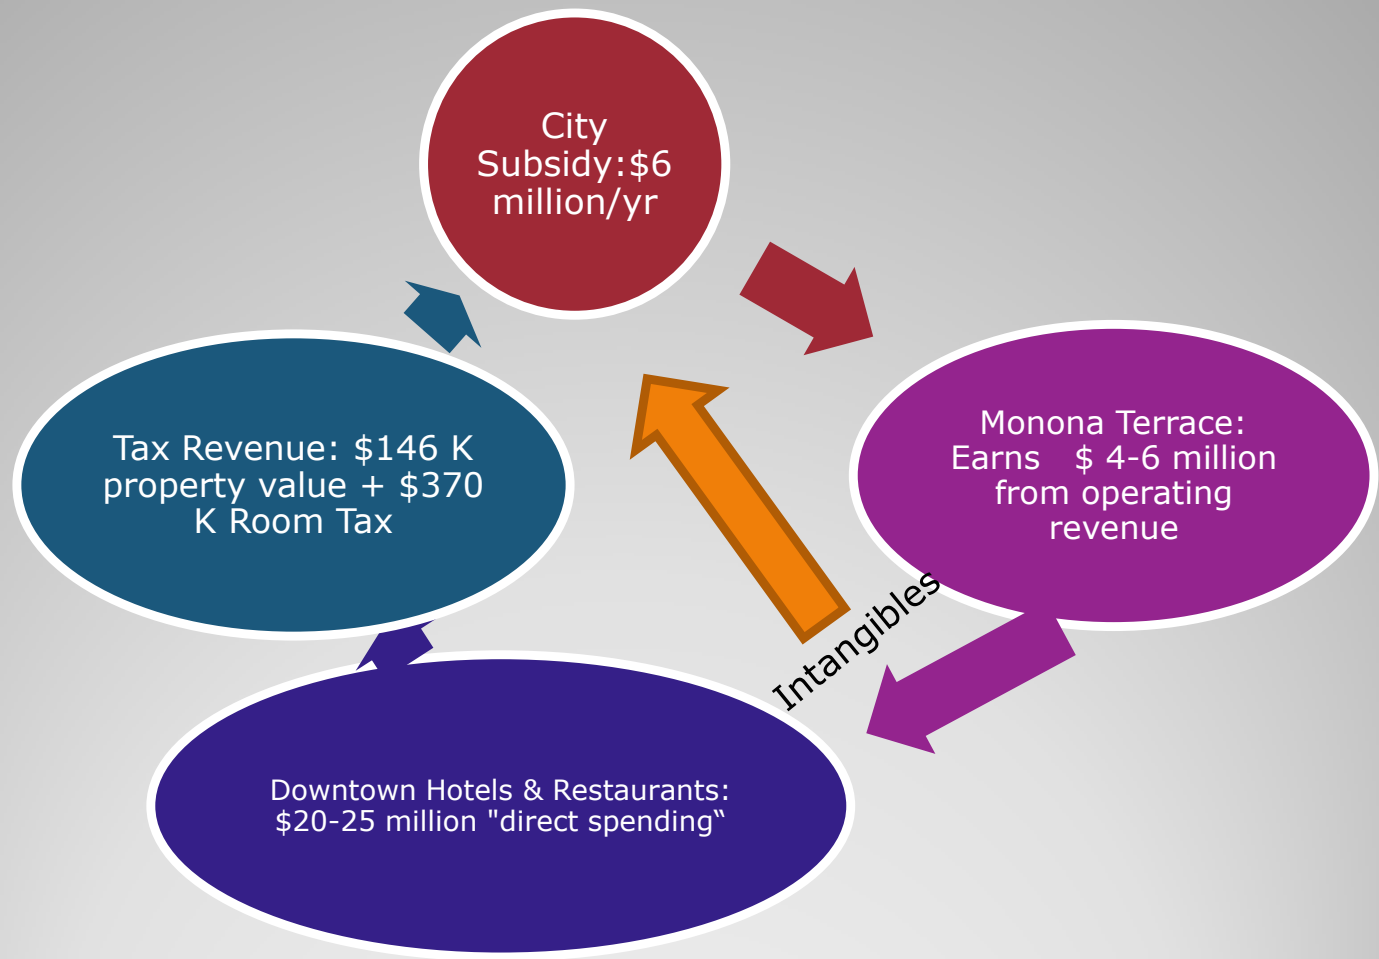 City
Subsidy:$6
million/yr
Monona Terrace:
Earns   $ 4-6 million
from operating
revenue
Tax Revenue: $146 K
property value + $370
K Room Tax
Intangibles
Downtown Hotels & Restaurants:
$20-25 million "direct spending“